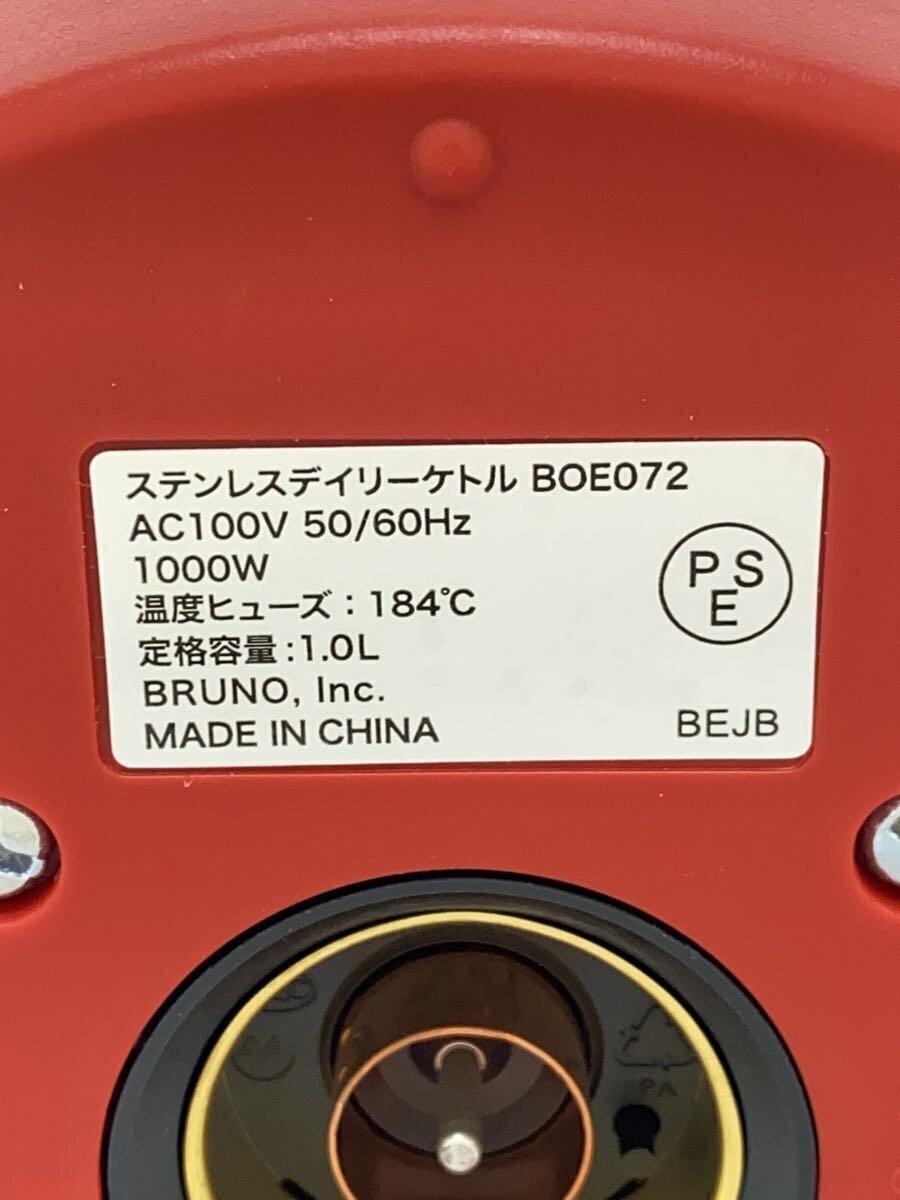 ステンレスデイリーケトル BOE072
AC100V 50/60Hz
1000W
温度ヒューズ：184℃
定格容量:1.0L
BRUNO, Inc.
MADE IN CHINA
P S
E
BEJB